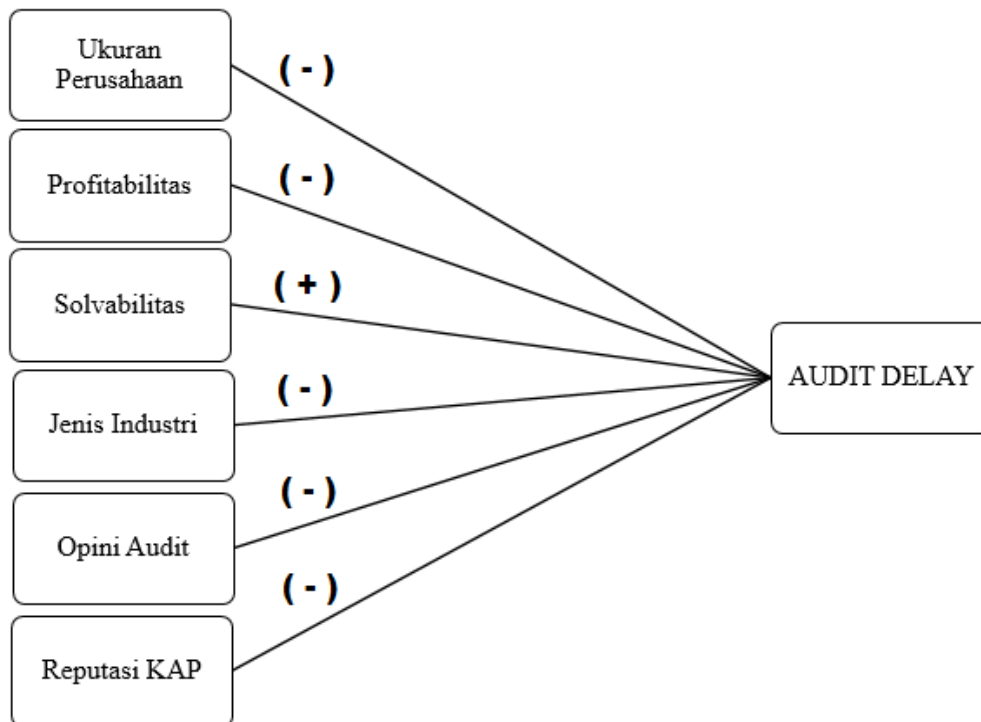 Ukuran
Perusahaan
( - )
Profitabilitas
( - )
Solvabilitas
( + )
Jenis Industri
( - )
Opini Audit
( - )
Reputasi KAP
( - )
AUDIT DELAY